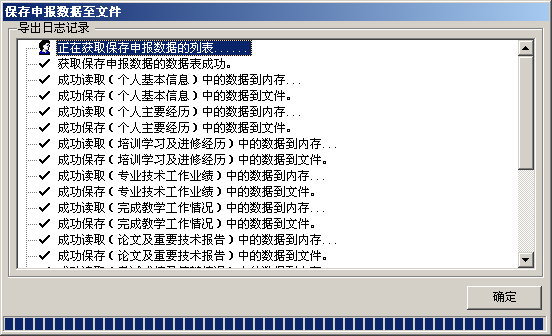 保存申报数据至文件
导出日志记录
正在获取保存申报数据的列表......
获取保存申报数据的数据表成功。
成功读取（个人基本信息）中的数据到内存...
成功保存（个人基本信息）中的数据到文件。
成功读取（个人主要经历）中的数据到内存...
成功保存（个人主要经历）中的数据到文件。
成功读取（培训学习及进修经历）中的数据到内存...
成功保存（培训学习及进修经历）中的数据到文件。
成功读取（专业技术工作业绩）中的数据到内存...
成功保存（专业技术工作业绩）中的数据到文件。
成功读取（完成教学工作情况）中的数据到内存...
成功保存（完成教学工作情况）中的数据到文件。
成功读取（论文及重要技术报告）中的数据到内存...
成功保存（论文及重要技术报告）中的数据到文件。
确定